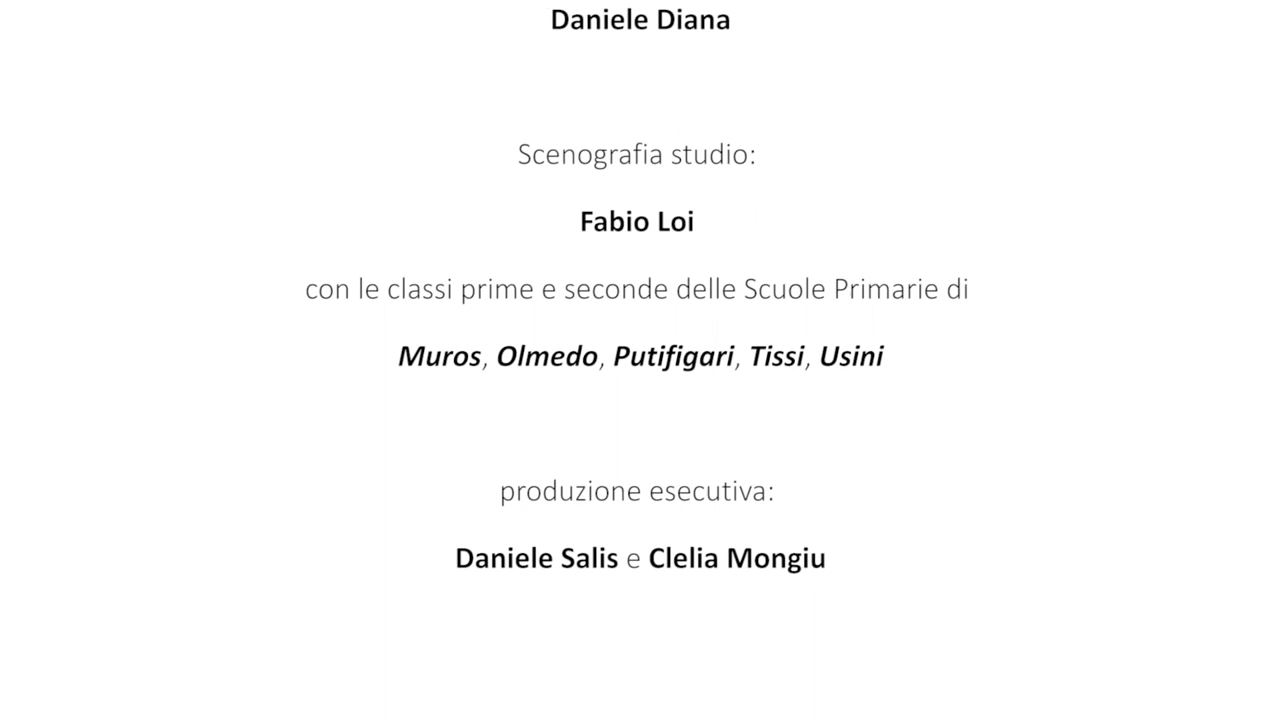 Daniele Diana
Scenografia studio:
Fabio Loi
con le classi prime e seconde delle Scuole Primarie di
Muros, Olmedo, Putifigari, Tissi, Usini
produzione esecutiva:
Daniele Salis e Clelia Mongiu